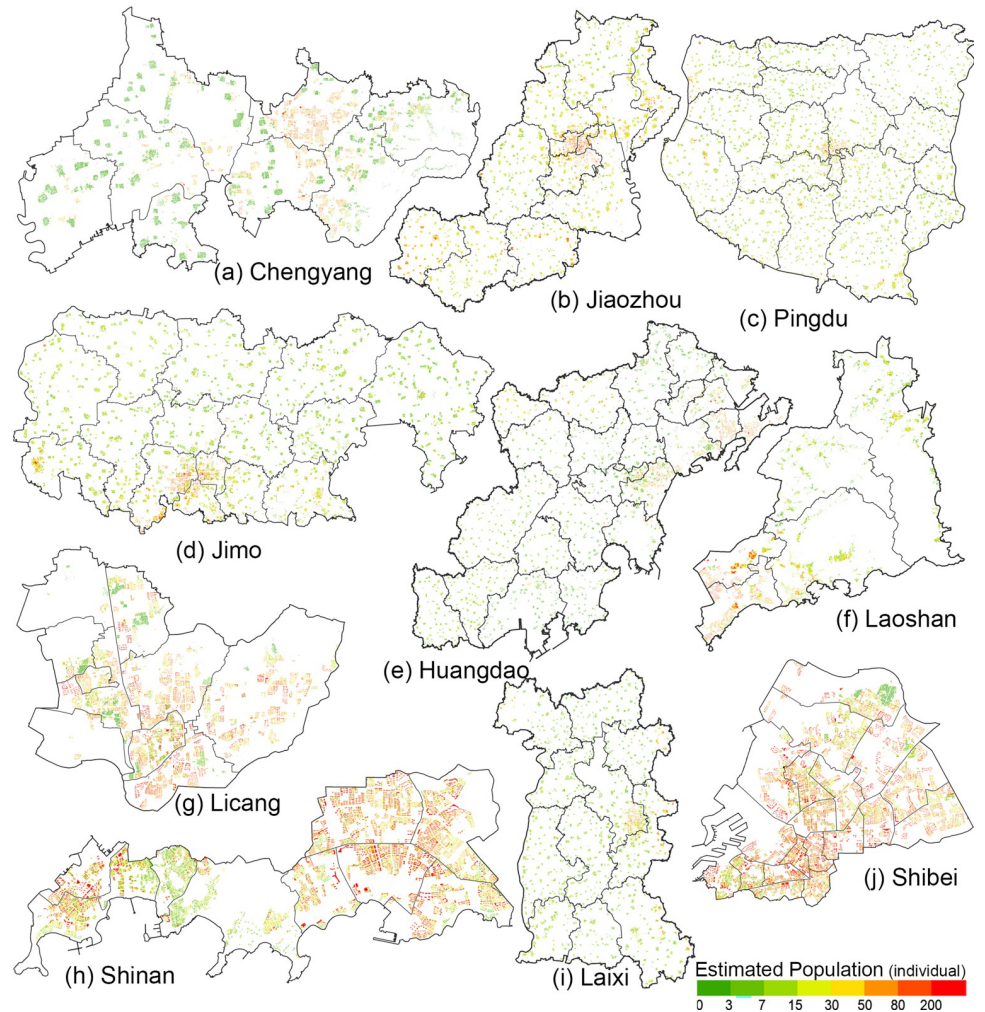 (a) Chengyang
(b) Jiaozhou
(c) Pingdu
(d) Jimo
(e) Huangdao
(f) Laoshan
(g) Licang
(h) Shinan
(i) Laixi
(j) Shibei
Estimated Population (individual)
0 3 7 15 30 50 80 200